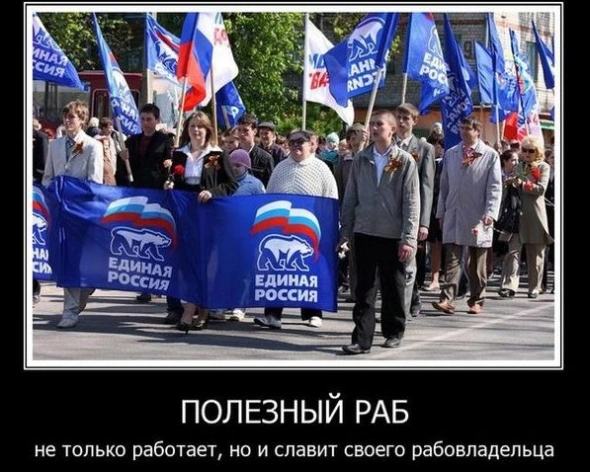 ЕДИНАЯ
РОССИЯ
ЕДИНАЯ
РОССИЯ
ПОЛЕЗНЫЙ РАБ
не только работает, но и славит своего рабовладельца